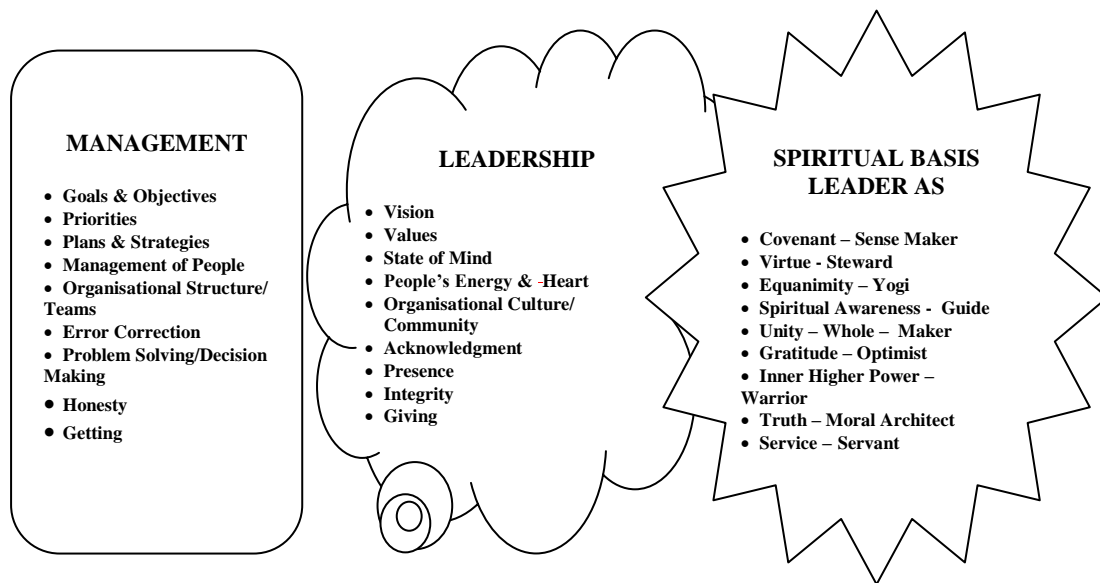 MANAGEMENT
• Goals & Objectives
• Priorities
• Plans & Strategies
• Management of People
• Organisational Structure/
Teams
• Error Correction
• Problem Solving/Decision
Making
• Honesty
• Getting
LEADERSHIP
• Vision
• Values
• State of Mind
• People’s Energy & -Heart
• Organisational Culture/
Community
• Acknowledgment
• Presence
• Integrity
• Giving
SPIRITUAL BASIS
LEADER AS
• Covenant – Sense Maker
• Virtue - Steward
• Equanimity – Yogi
• Spiritual Awareness - Guide
• Unity – Whole – Maker
• Gratitude – Optimist
• Inner Higher Power –
Warrior
• Truth – Moral Architect
• Service – Servant